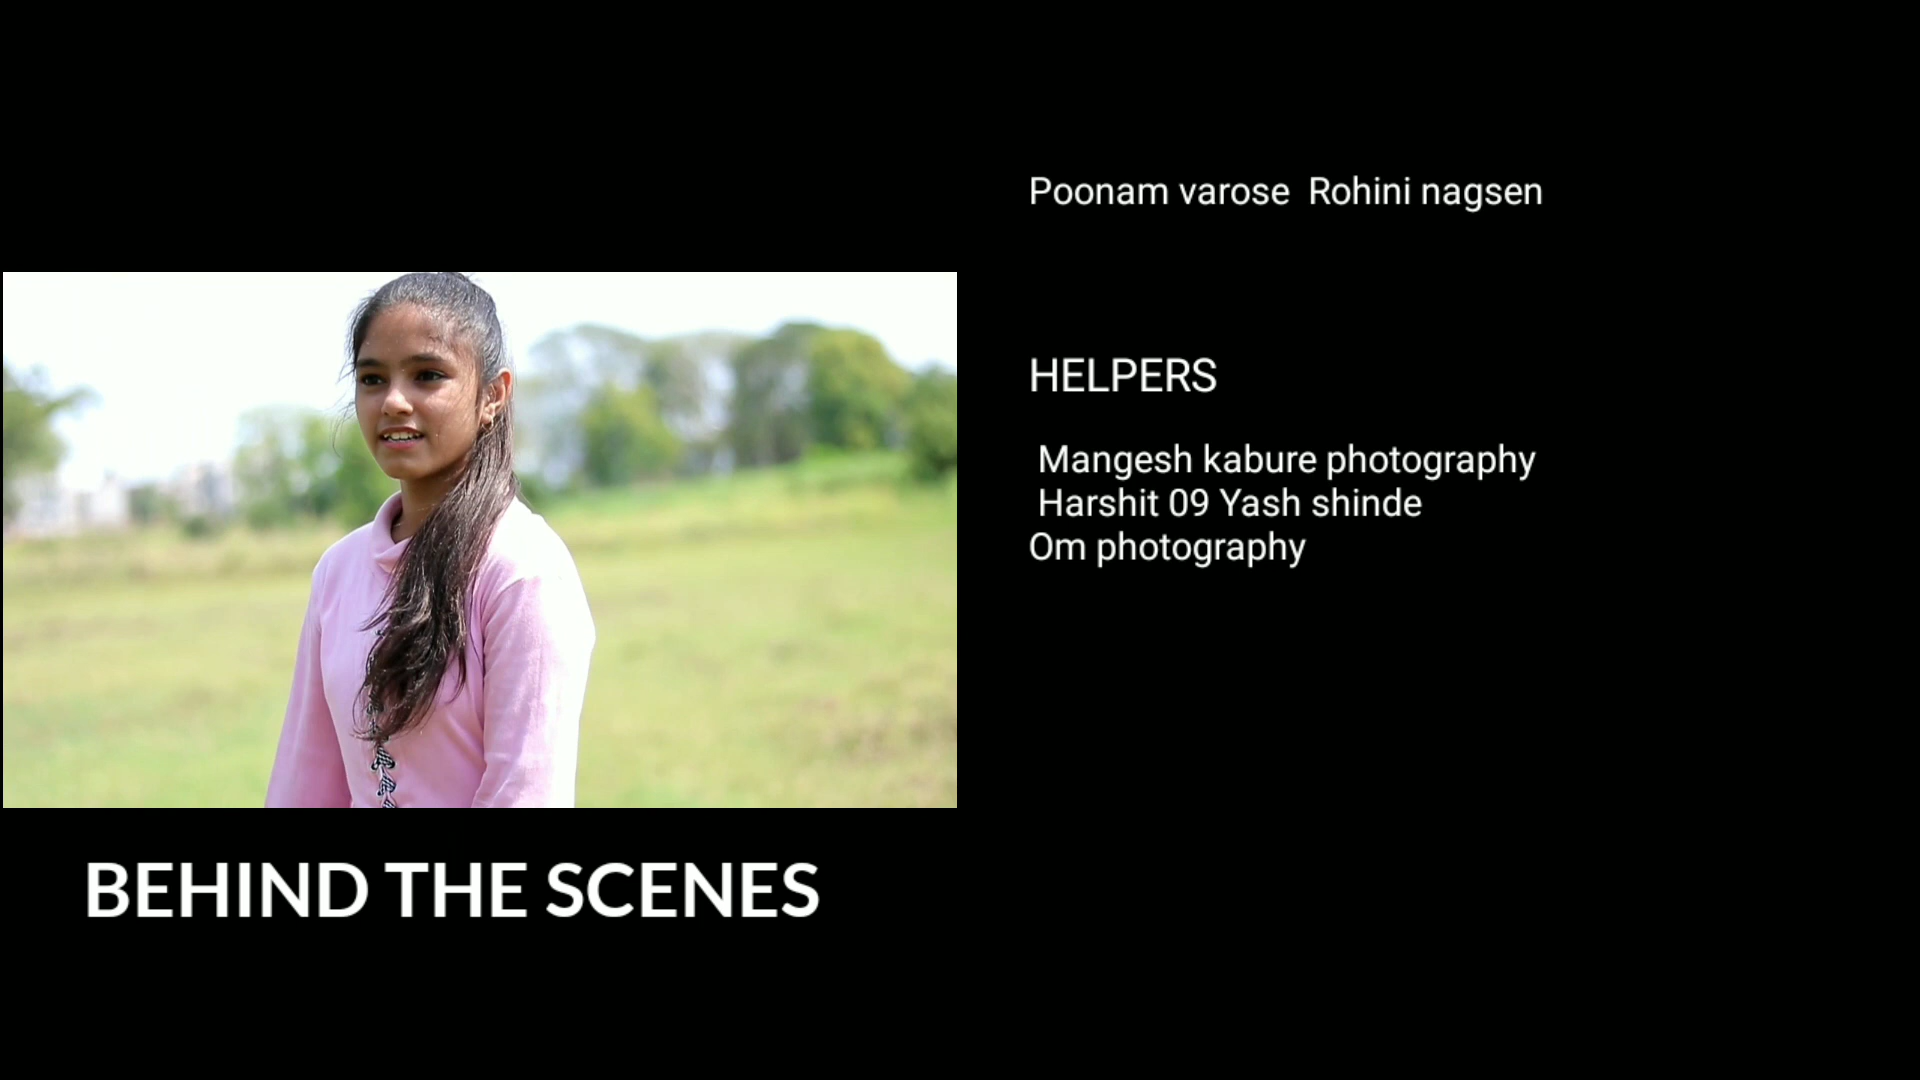 Poonam varose  Rohini nagsen
HELPERS
Mangesh kabure photography
Harshit 09 Yash shinde
Om photography
BEHIND THE SCENES